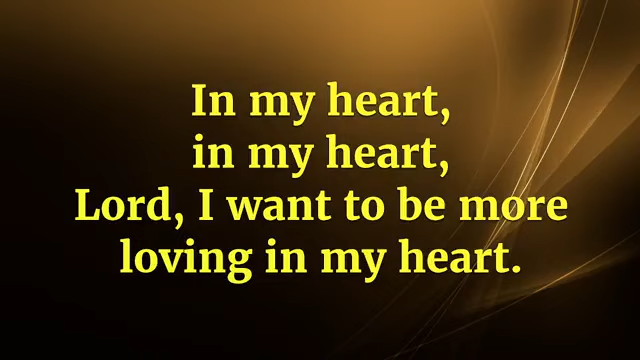 In my heart,
in my heart,
Lord, I want to be more
loving in my heart.